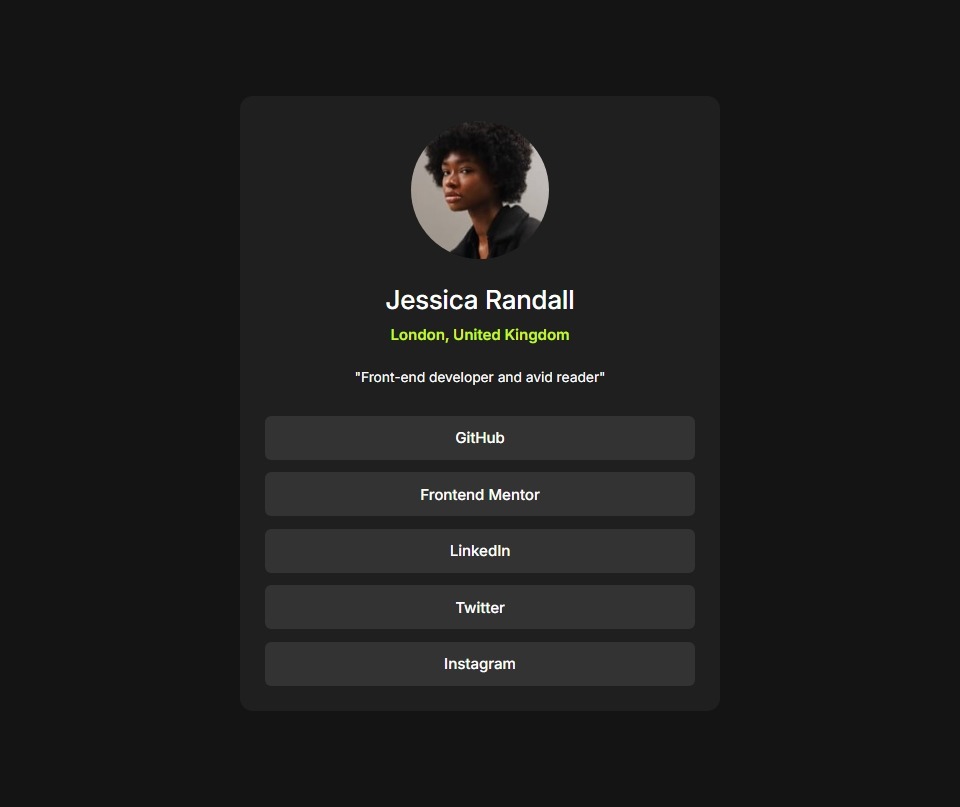 Jessica Randall
London, United Kingdom
"Front-end developer and avid reader"
GitHub
Frontend Mentor
LinkedIn
Twitter
Instagram